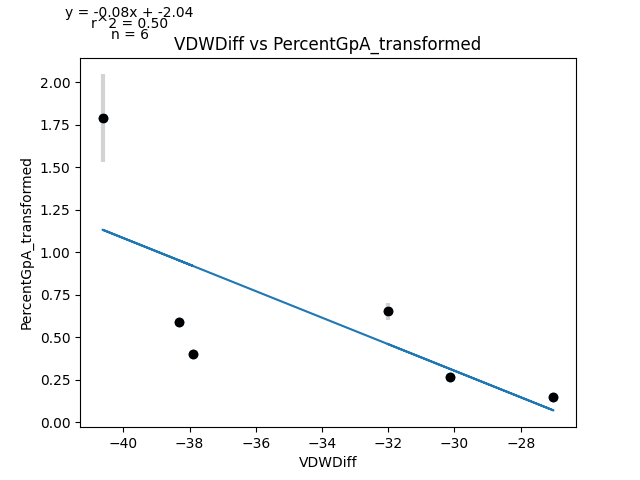 y = -0.08x + -2.04
r^2 = 0.50
n = 6
VDWDiff vs PercentGpA_transformed
PercentGpA_transformed
2.00
1.75
1.50
1.25
1.00
0.75
0.50
0.25
0.00
−40 −38 −36 −34 −32 −30 −28
VDWDiff